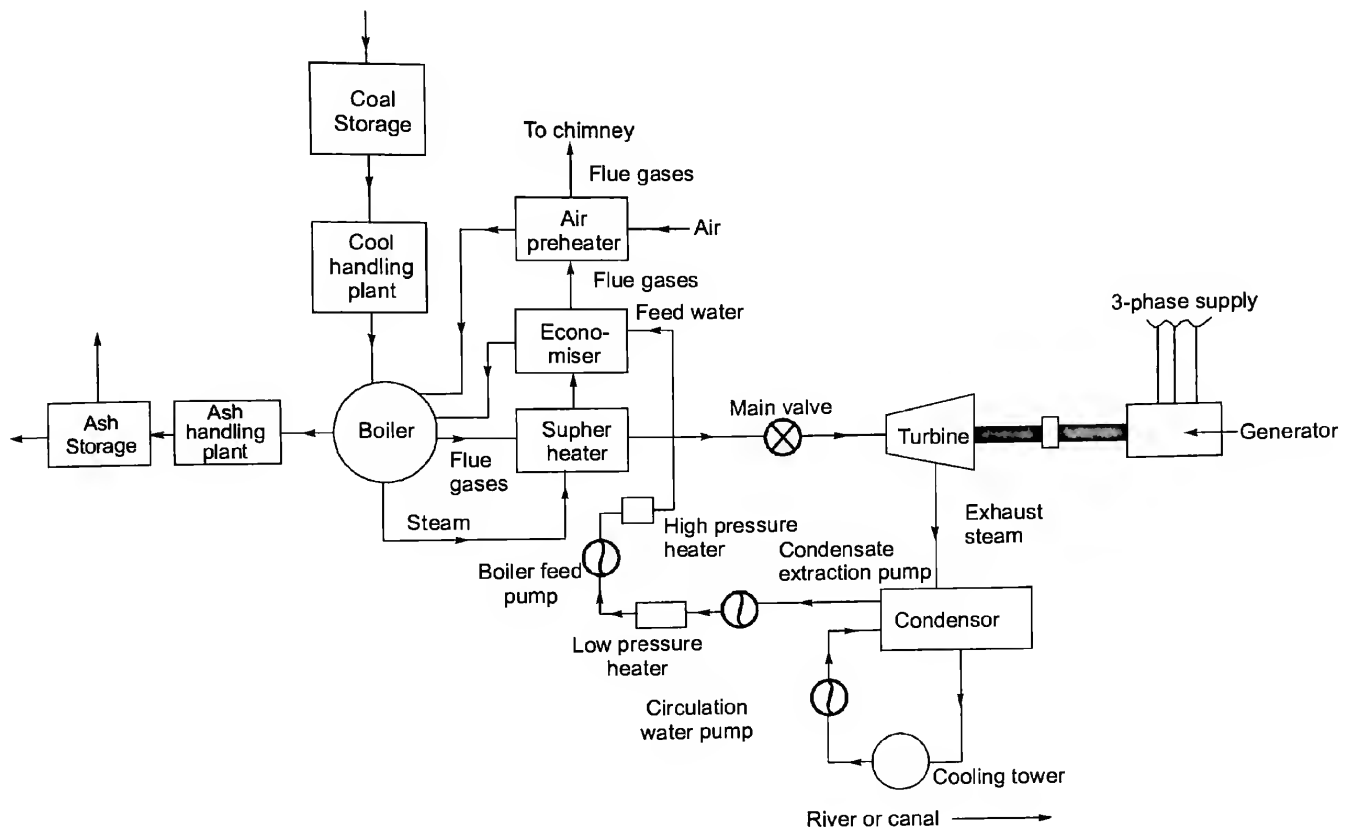 Coal
Storage
To chimney
Flue gases
Cool
handling
plant
Air
preheater
Air
Flue gases
Feed water
3-phase supply
Econo-
miser
Ash
Storage
Ash
handling
plant
Boiler
Supher
heater
Main valve
Turbine
Generator
Flue
gases
Steam
High pressure
heater
Exhaust
steam
Condensate
extraction pump
Boiler feed
pump
Condensor
Low pressure
heater
Circulation
water pump
Cooling tower
River or canal